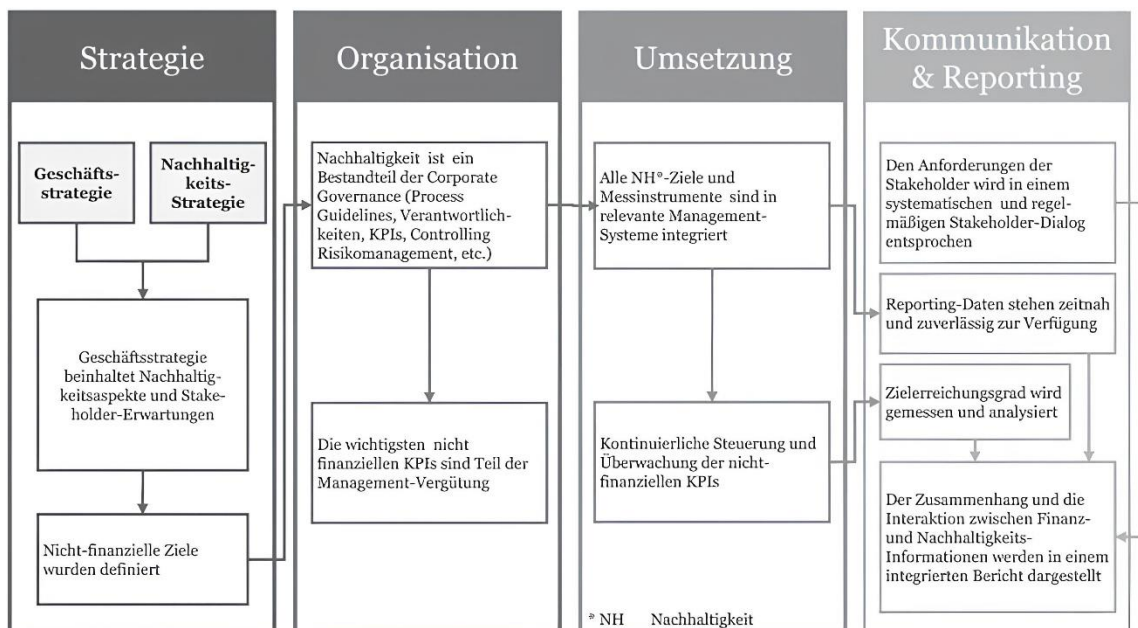 Strategie
Geschäfts-
strategie
Nachhaltig-
keits-
Strategie
Geschäftsstrategie
beinhaltet Nachhaltig-
keitsaspekte und Stake-
holder-Erwartungen
Nicht-finanzielle Ziele
wurden definiert
Organisation
Nachhaltigkeit ist ein
Bestandteil der Corporate
Governance (Process
Guidelines, Verantwortlich-
keiten, KPIs, Controlling
Risikomanagement, etc.)
Die wichtigsten nicht
finanziellen KPIs sind Teil der
Management-Vergütung
Umsetzung
Alle NH*-Ziele und
Messinstrumente sind in
relevante Management-
Systeme integriert
Kontinuierliche Steuerung und
Überwachung der nicht-
finanziellen KPIs
* NH Nachhaltigkeit
Kommunikation
& Reporting
Den Anforderungen der
Stakeholder wird in einem
systematischen und regel-
mäßigen Stakeholder-Dialog
entsprochen
Reporting-Daten stehen zeitnah
und zuverlässig zur Verfügung
Zielerreichungsgrad wird
gemessen und analysiert
Der Zusammenhang und die
Interaktion zwischen Finanz-
und Nachhaltigkeits-
Informationen werden in einem
integrierten Bericht dargestellt